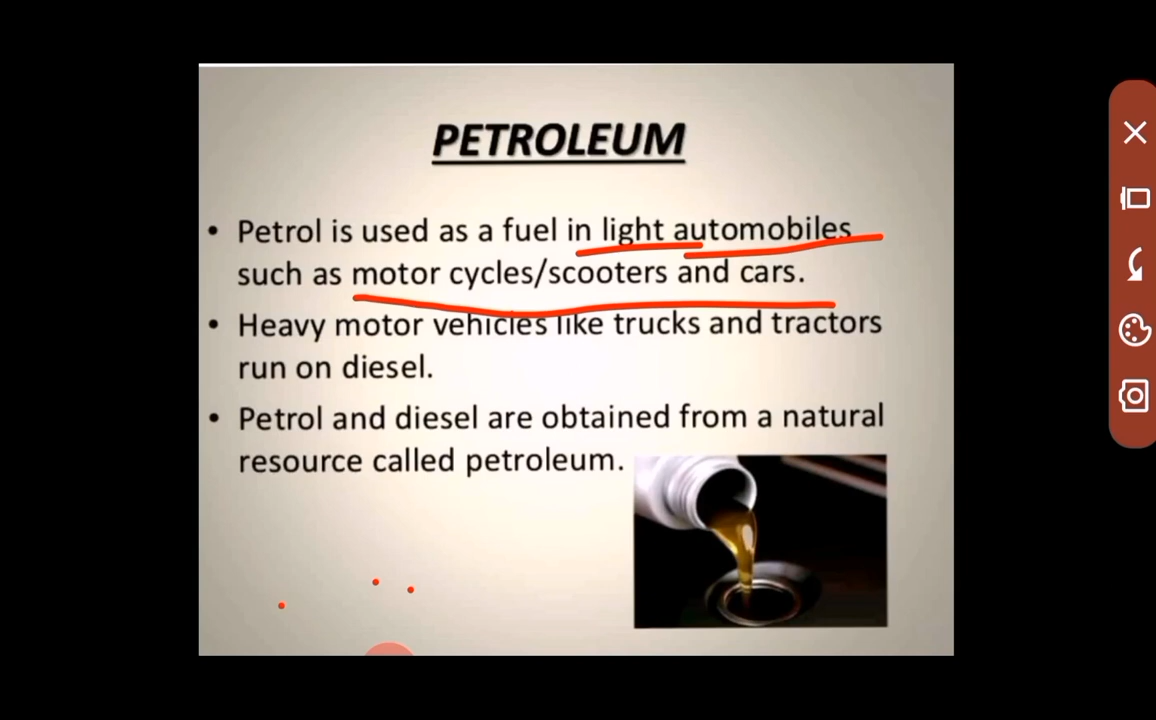 PETROLEUM
• Petrol is used as a fuel in light automobiles
such as motor cycles/scooters and cars.
• Heavy motor vehicles like trucks and tractors
run on diesel.
• Petrol and diesel are obtained from a natural
resource called petroleum.